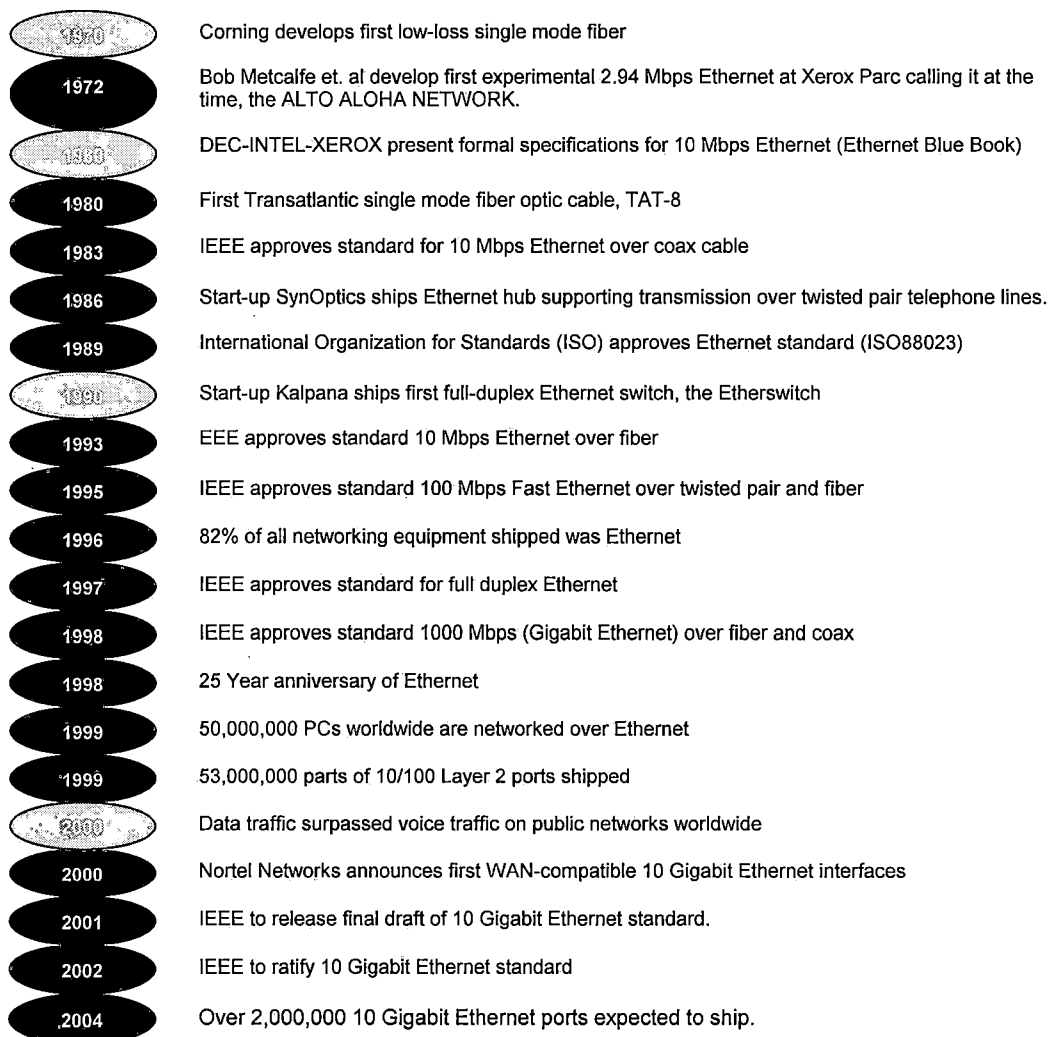 1970
Corning develops first low-loss single mode fiber
1972
Bob Metcalfe et. al develop first experimental 2.94 Mbps Ethernet at Xerox Parc calling it at the
time, the ALTO ALOHA NETWORK.
1980
DEC-INTEL-XEROX present formal specifications for 10 Mbps Ethernet (Ethernet Blue Book)
1980
First Transatlantic single mode fiber optic cable, TAT-8
1983
IEEE approves standard for 10 Mbps Ethernet over coax cable
1986
Start-up SynOptics ships Ethernet hub supporting transmission over twisted pair telephone lines.
1989
International Organization for Standards (ISO) approves Ethernet standard (ISO88023)
1990
Start-up Kalpana ships first full-duplex Ethernet switch, the Etherswitch
1993
EEE approves standard 10 Mbps Ethernet over fiber
1995
IEEE approves standard 100 Mbps Fast Ethernet over twisted pair and fiber
1996
82% of all networking equipment shipped was Ethernet
1997
IEEE approves standard for full duplex Ethernet
1998
IEEE approves standard 1000 Mbps (Gigabit Ethernet) over fiber and coax
1998
25 Year anniversary of Ethernet
1999
50,000,000 PCs worldwide are networked over Ethernet
1999
53,000,000 parts of 10/100 Layer 2 ports shipped
2000
Data traffic surpassed voice traffic on public networks worldwide
2000
Nortel Networks announces first WAN-compatible 10 Gigabit Ethernet interfaces
2001
IEEE to release final draft of 10 Gigabit Ethernet standard.
2002
IEEE to ratify 10 Gigabit Ethernet standard
2004
Over 2,000,000 10 Gigabit Ethernet ports expected to ship.